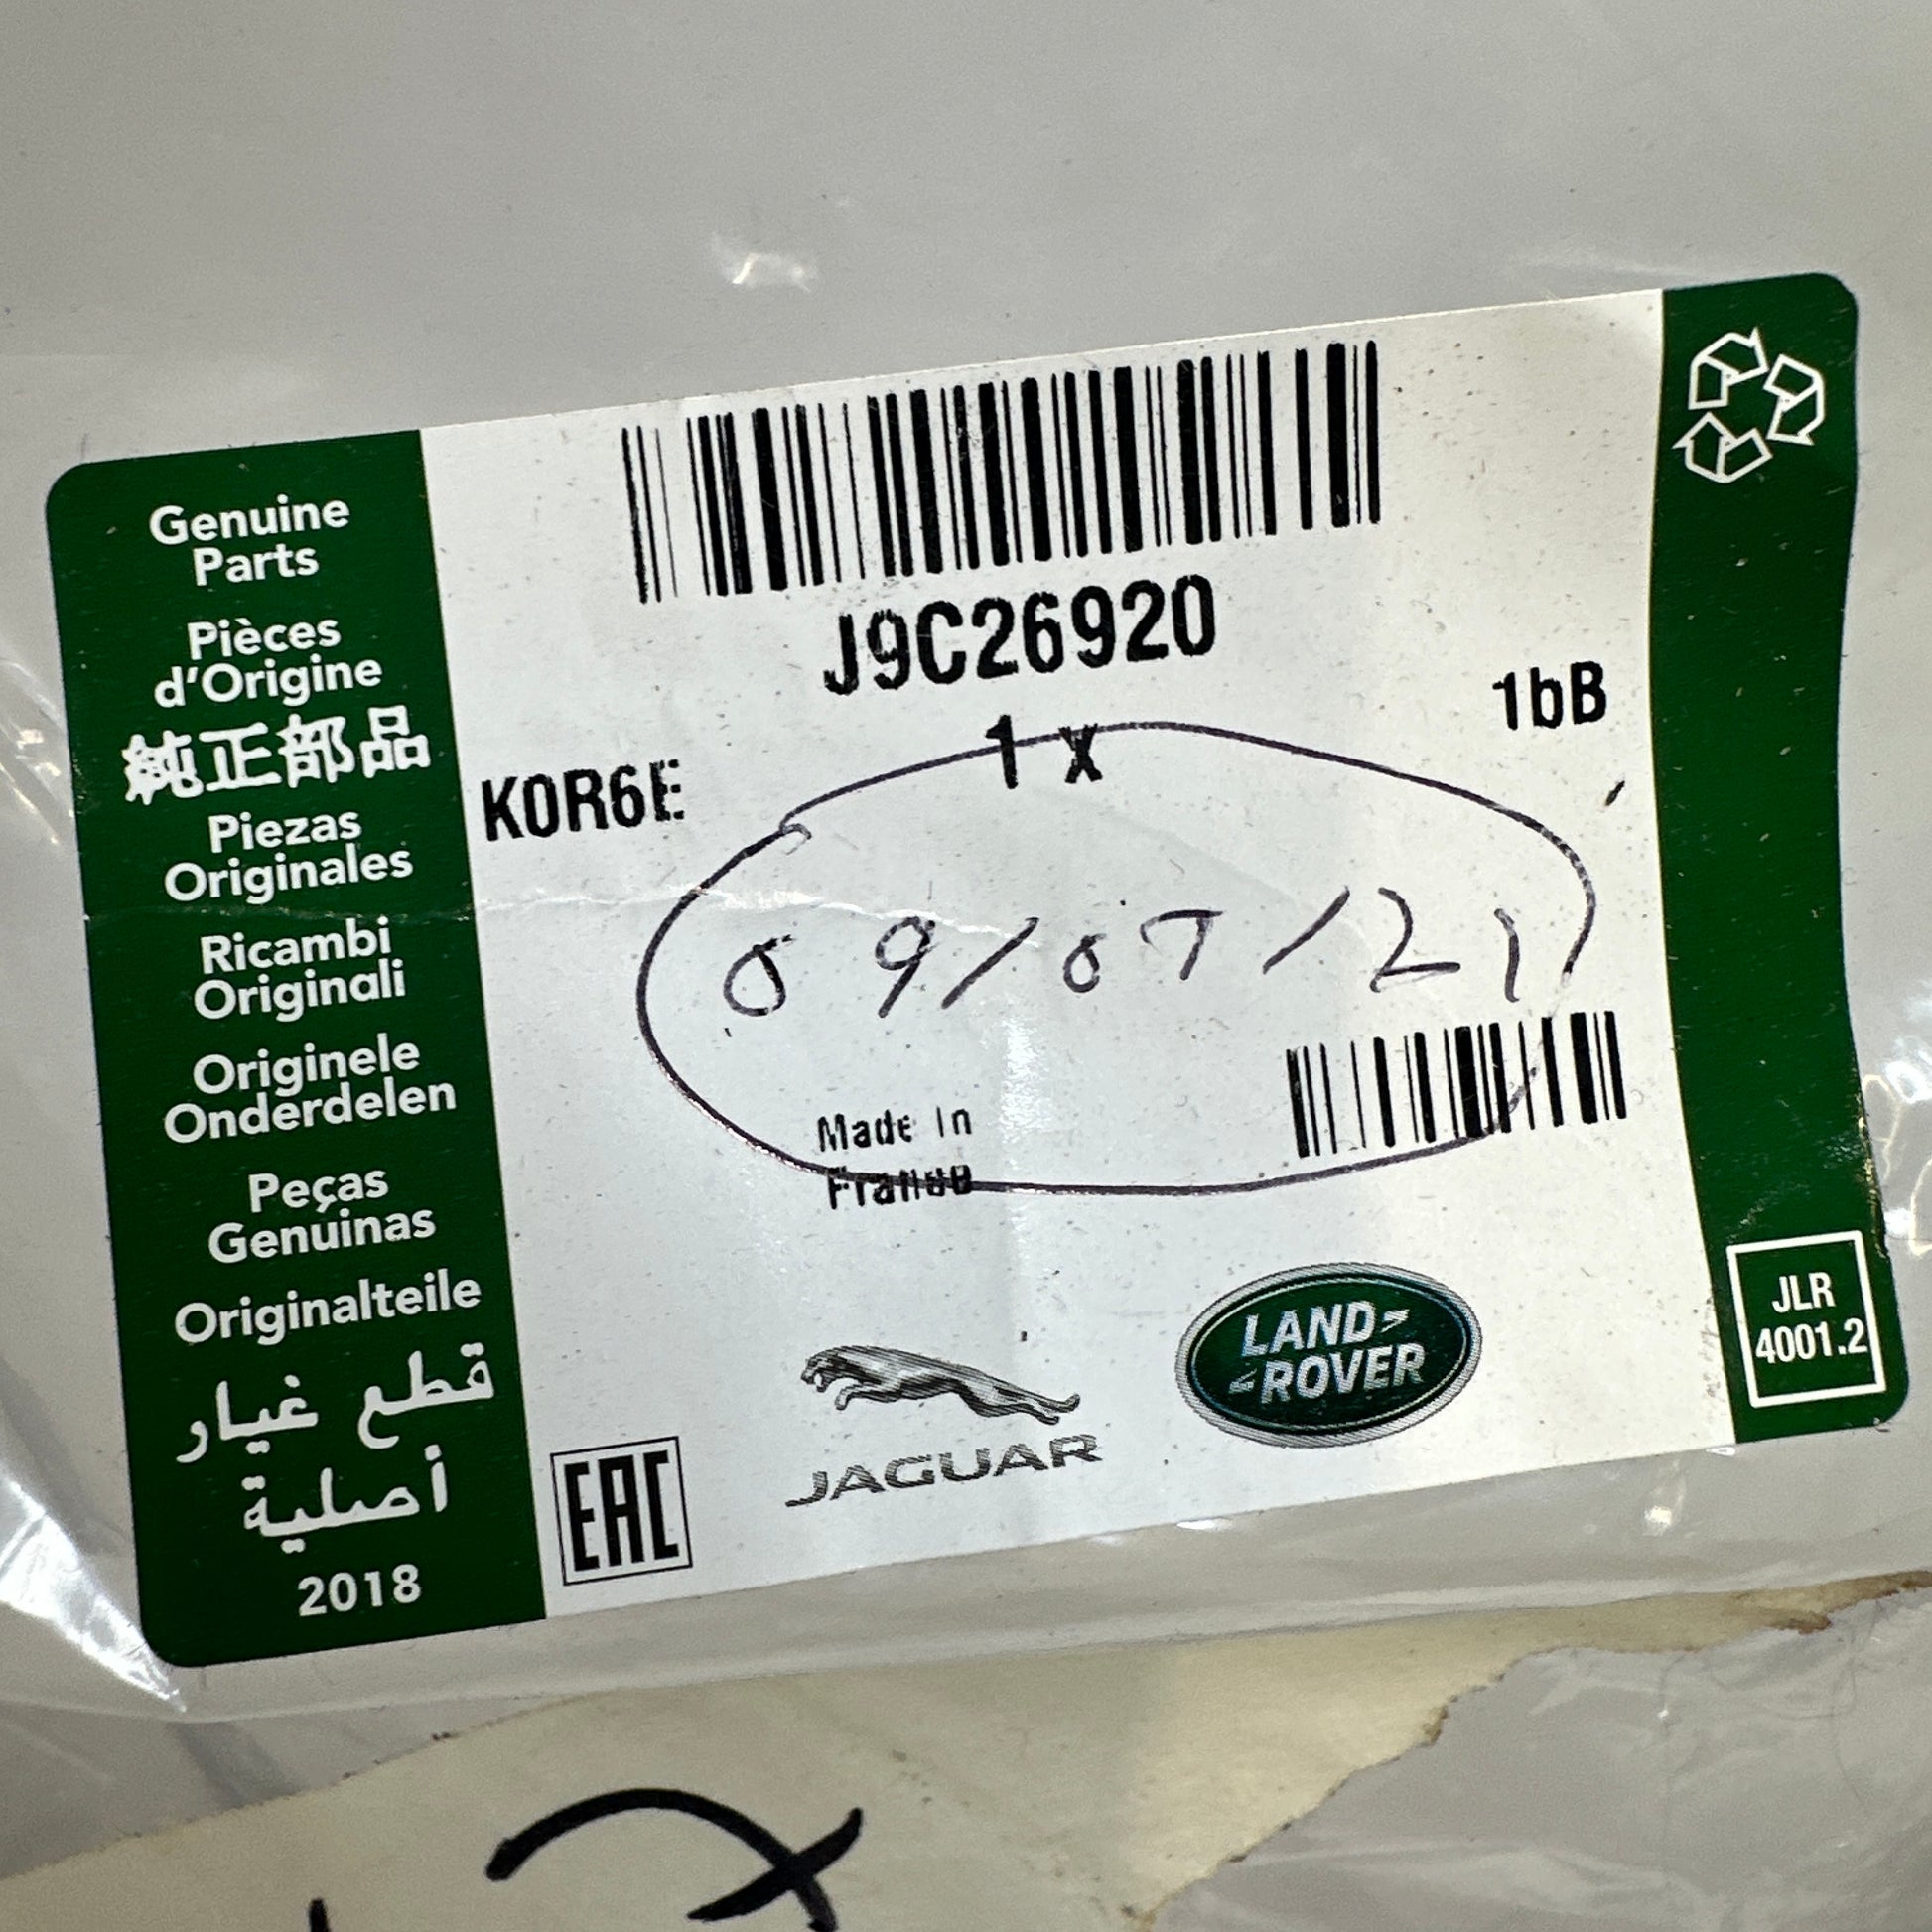 Genuine
Parts
Pièces
d'Origine
純正部品
Piezas
Originales
Ricambi
Originali
Originele
Onderdelen
Peças
Genuinas
Originalteile
قطع غيار
أصلية
2018
J9C26920
1 x
1bB
K0R6E
09/07/21
Made In
France
EAC
JAGUAR
LAND
ROVER
JLR
4001.2